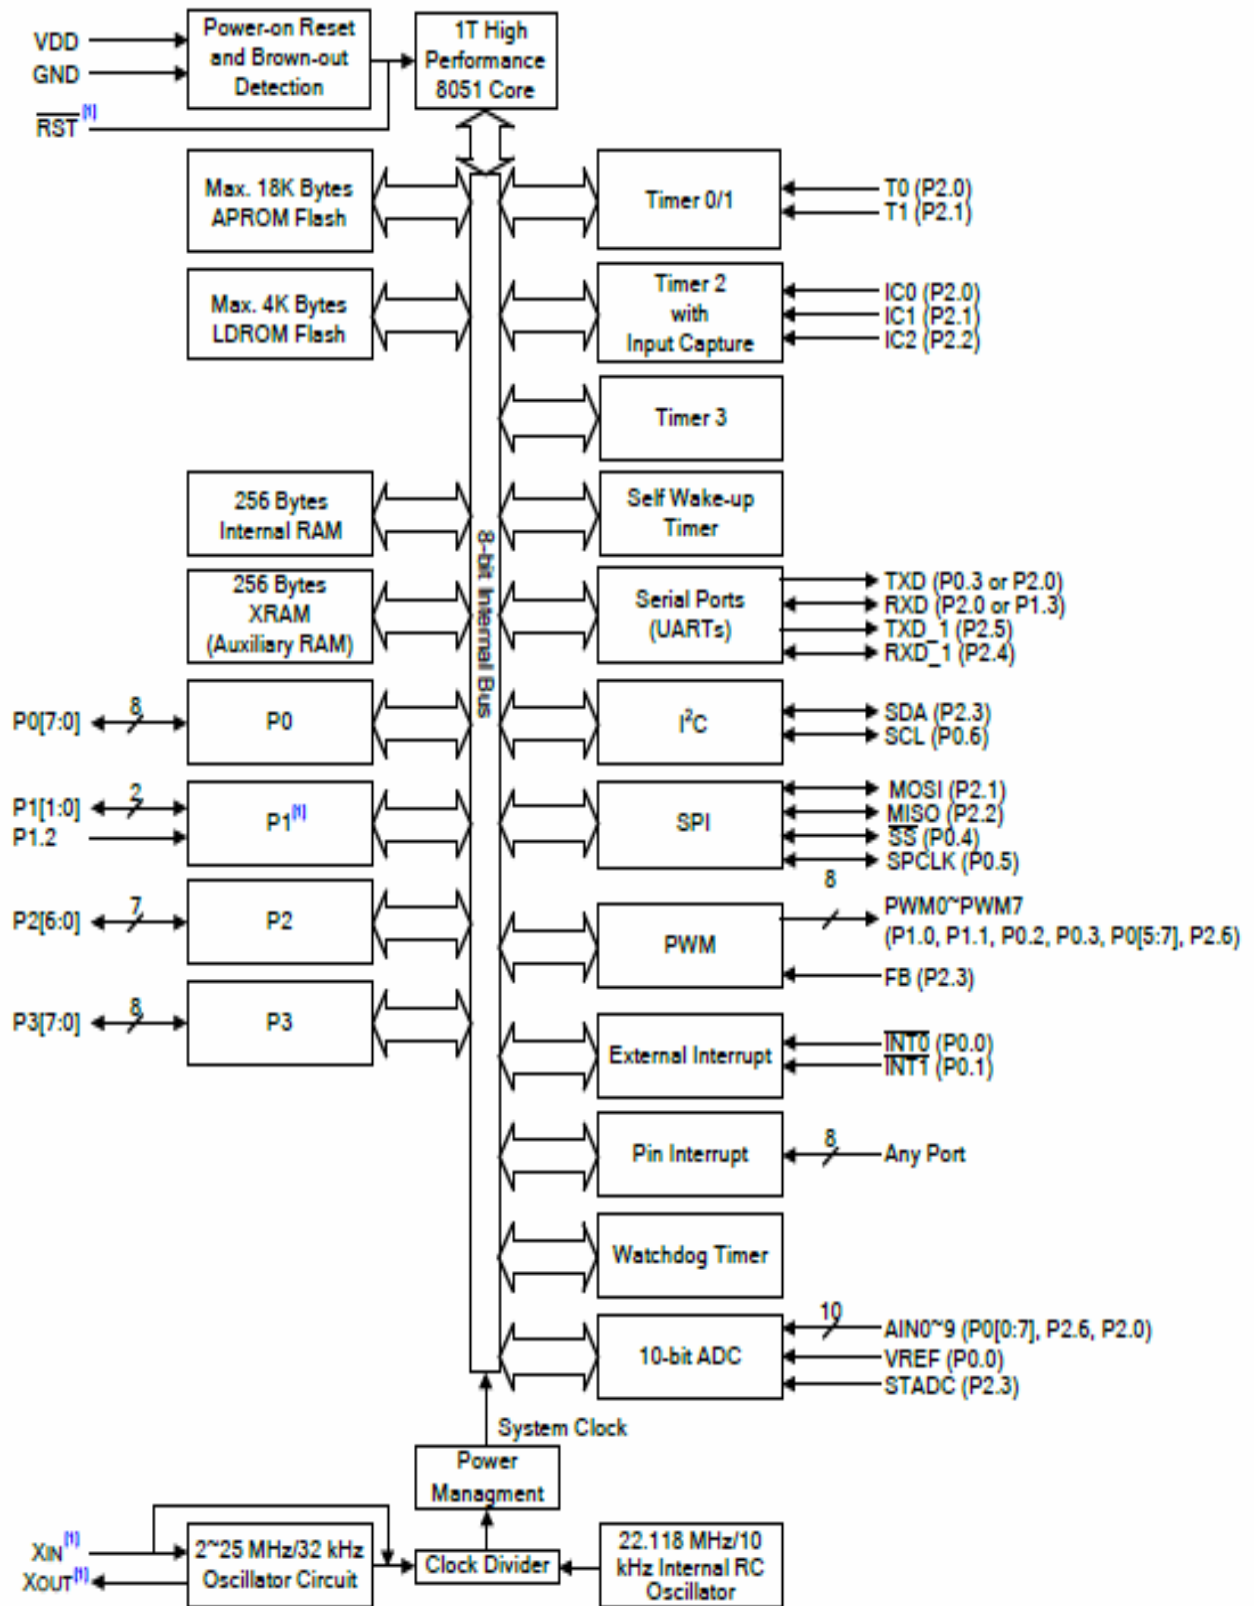 VDD
GND
RST[1]
Power-on Reset
and Brown-out
Detection
1T High
Performance
8051 Core
Max. 18K Bytes
APROM Flash
Max. 4K Bytes
LDROM Flash
256 Bytes
Internal RAM
256 Bytes
XRAM
(Auxiliary RAM)
P0[7:0]
8
P0
P1[1:0]
2
P1.2
P1[1]
P2[6:0]
7
P2
P3[7:0]
8
P3
8-bit Internal Bus
Timer 0/1
T0 (P2.0)
T1 (P2.1)
Timer 2
with
Input Capture
IC0 (P2.0)
IC1 (P2.1)
IC2 (P2.2)
Timer 3
Self Wake-up
Timer
Serial Ports
(UARTs)
TXD (P0.3 or P2.0)
RXD (P2.0 or P1.3)
TXD_1 (P2.5)
RXD_1 (P2.4)
I²C
SDA (P2.3)
SCL (P0.6)
SPI
MOSI (P2.1)
MISO (P2.2)
SS (P0.4)
SPCLK (P0.5)
PWM
8
PWM0~PWM7
(P1.0, P1.1, P0.2, P0.3, P0[5:7], P2.6)
FB (P2.3)
External Interrupt
INT0 (P0.0)
INT1 (P0.1)
Pin Interrupt
8
Any Port
Watchdog Timer
10-bit ADC
10
AIN0~9 (P0[0:7], P2.6, P2.0)
VREF (P0.0)
STADC (P2.3)
System Clock
Power
Managment
XIN[1]
XOUT[1]
2~25 MHz/32 kHz
Oscillator Circuit
Clock Divider
22.118 MHz/10
kHz Internal RC
Oscillator